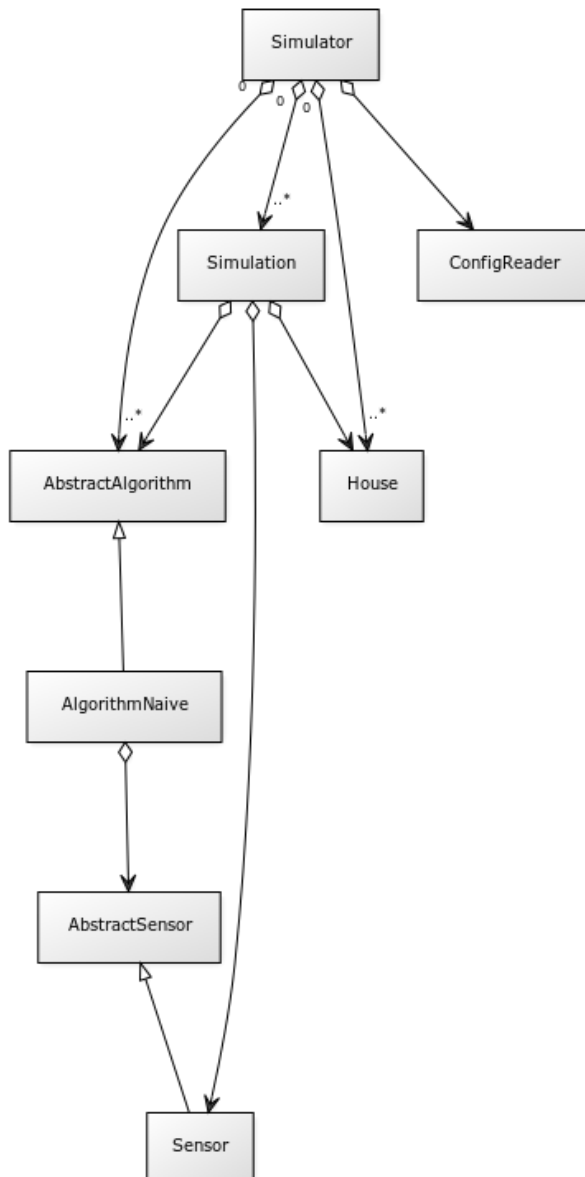 Simulator
0
0
0
..*
Simulation
ConfigReader
..*
..*
AbstractAlgorithm
House
AlgorithmNaive
AbstractSensor
Sensor